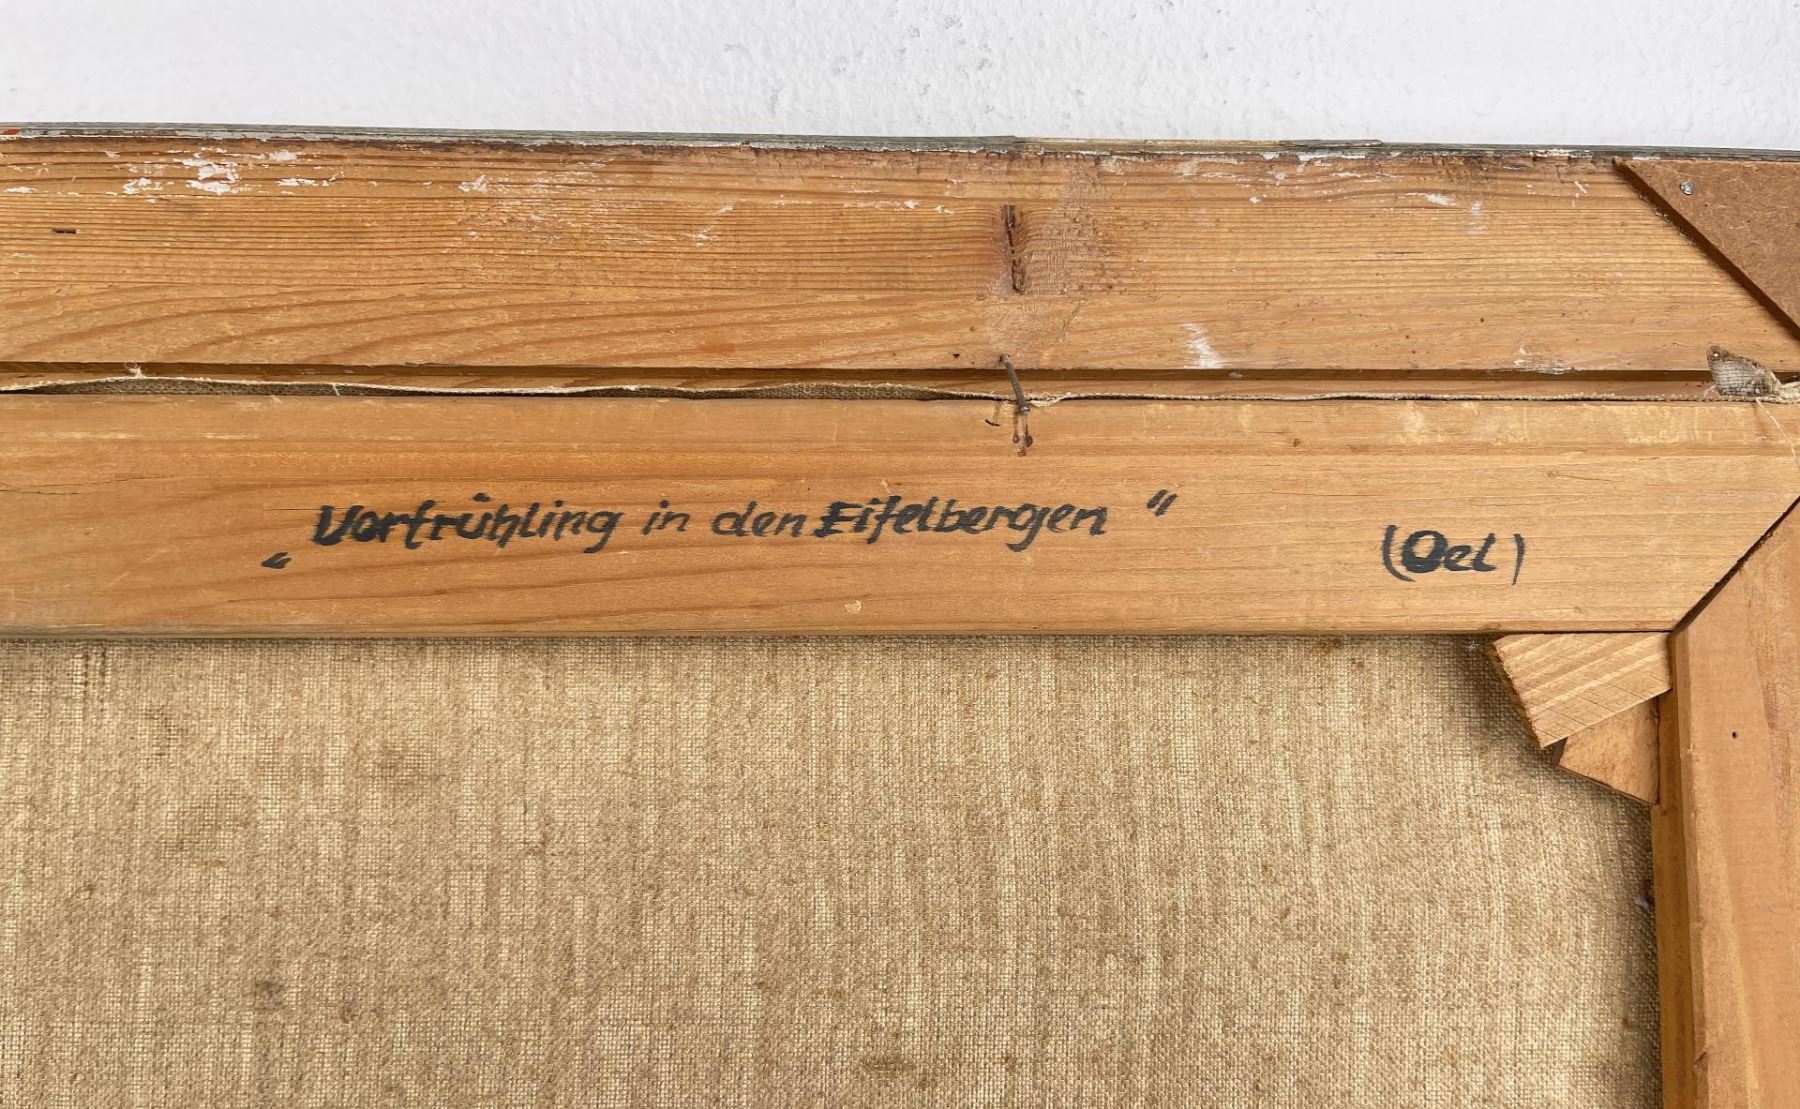 „Vorfrühling in den Eifelbergen" (Oel)